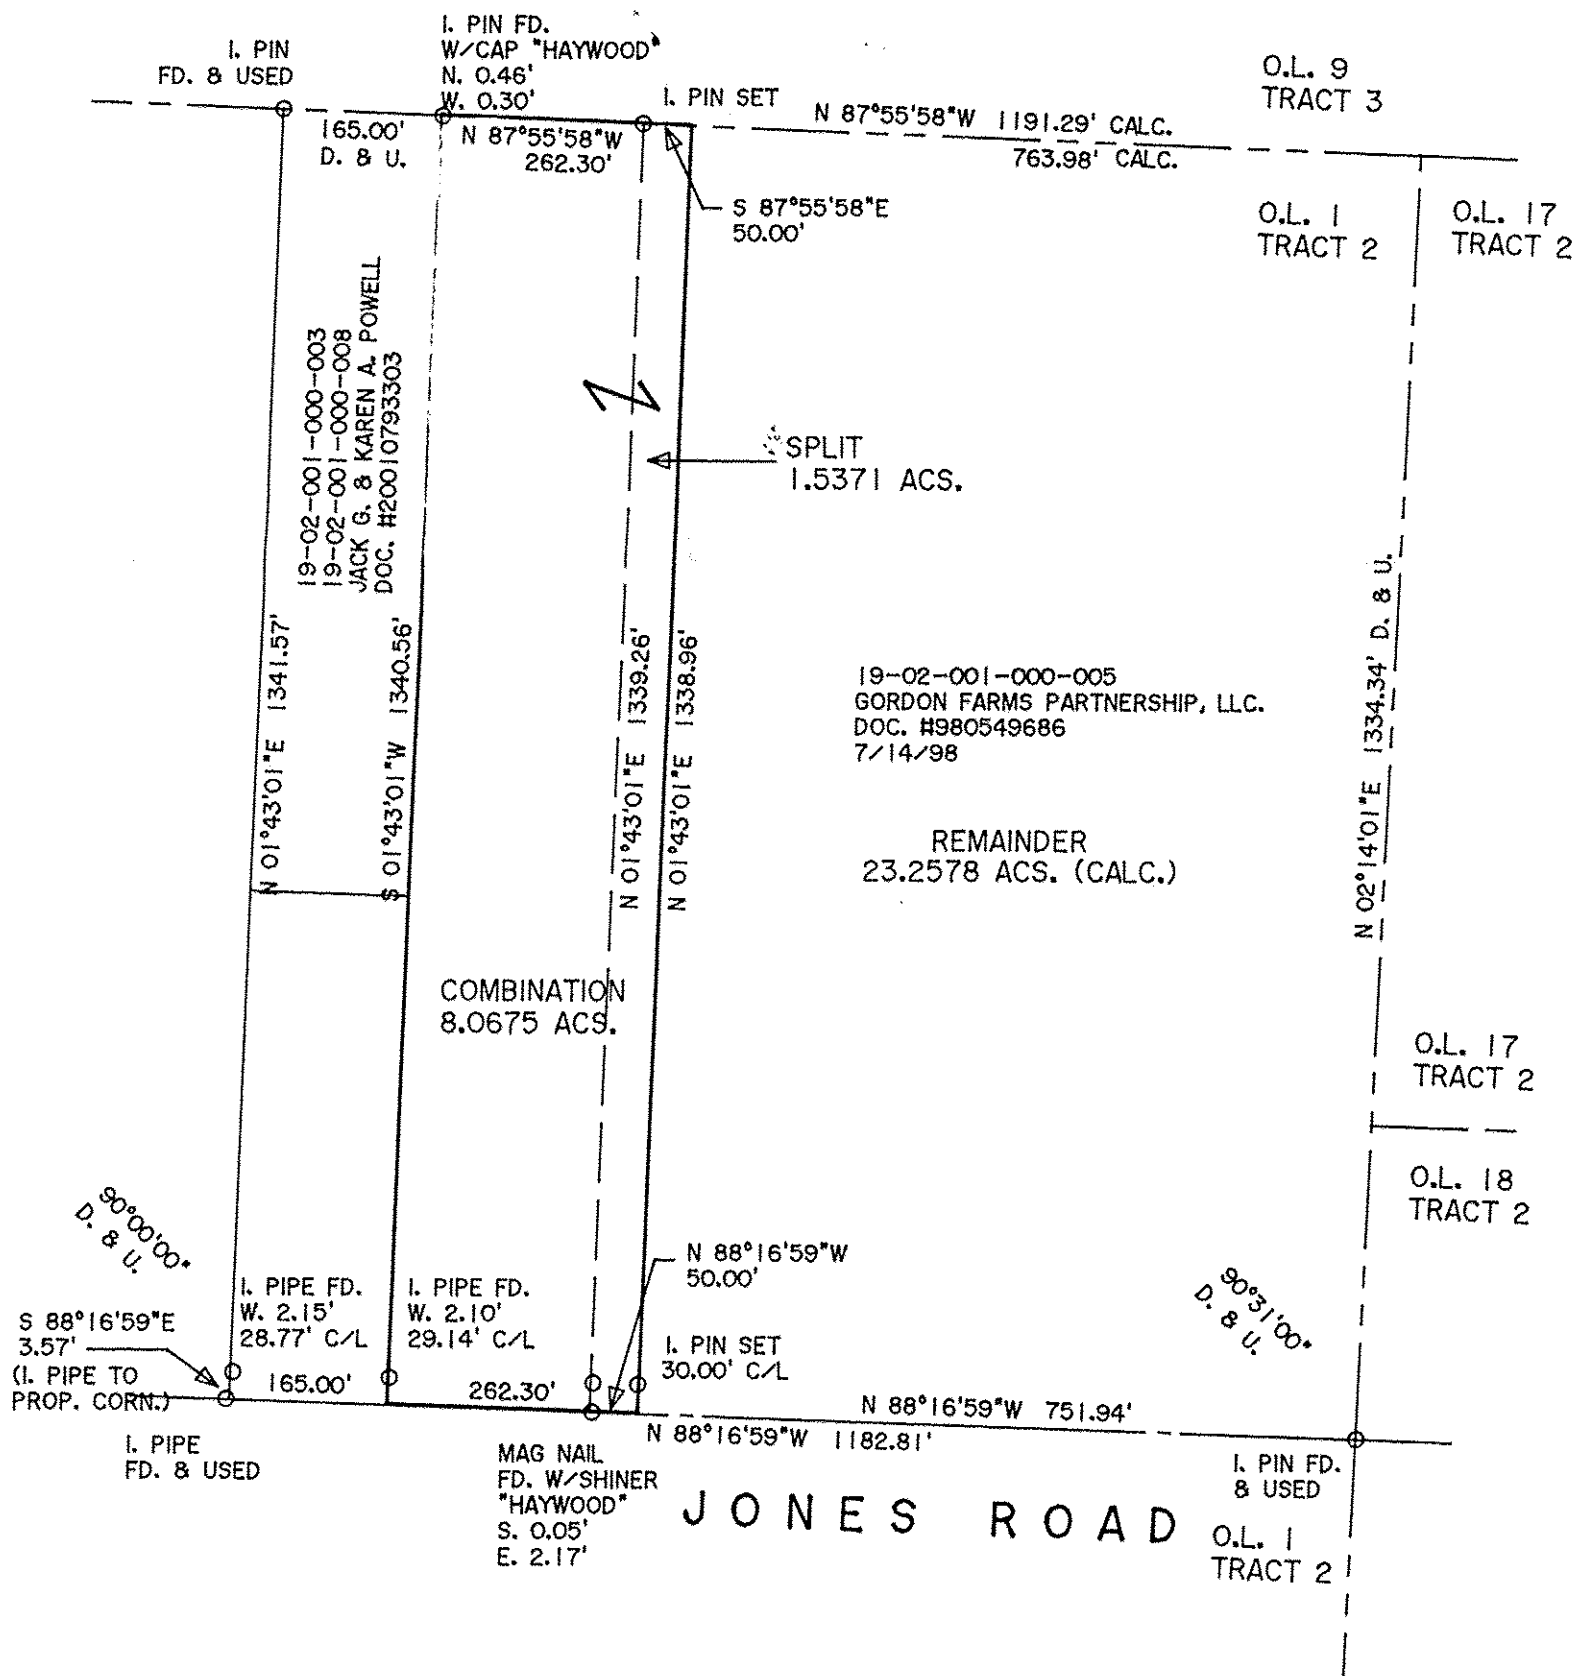 I. PIN
FD. & USED
I. PIN FD.
W/CAP "HAYWOOD"
N. 0.46'
W. 0.30'
I. PIN SET
O.L. 9
TRACT 3
165.00'
D. & U.
N 87°55'58"W
262.30'
N 87°55'58"W 1191.29' CALC.
763.98' CALC.
S 87°55'58"E
50.00'
O.L. 1
TRACT 2
O.L. 17
TRACT 2
19-02-001-000-003
19-02-001-000-008
JACK G. & KAREN A. POWELL
DOC. #20010793303
SPLIT
1.5371 ACS.
N 01°43'01"E 1341.57'
S 01°43'01"W 1340.56'
N 01°43'01"E 1339.26'
N 01°43'01"E 1338.96'
19-02-001-000-005
GORDON FARMS PARTNERSHIP, LLC.
DOC. #980549686
7/14/98
N 02°14'01"E 1334.34' D. & U.
REMAINDER
23.2578 ACS. (CALC.)
COMBINATION
8.0675 ACS.
O.L. 17
TRACT 2
O.L. 18
TRACT 2
90°00'00"
D. & U.
N 88°16'59"W
50.00'
90°31'00"
D. & U.
S 88°16'59"E
3.57'
(I. PIPE TO
PROP. CORN.)
I. PIPE FD.
W. 2.15'
28.77' C/L
I. PIPE FD.
W. 2.10'
29.14' C/L
I. PIN SET
30.00' C/L
165.00'
262.30'
N 88°16'59"W 751.94'
N 88°16'59"W 1182.81'
I. PIPE
FD. & USED
MAG NAIL
FD. W/SHINER
"HAYWOOD"
S. 0.05'
E. 2.17'
I. PIN FD.
& USED
JONES ROAD
O.L. 1
TRACT 2